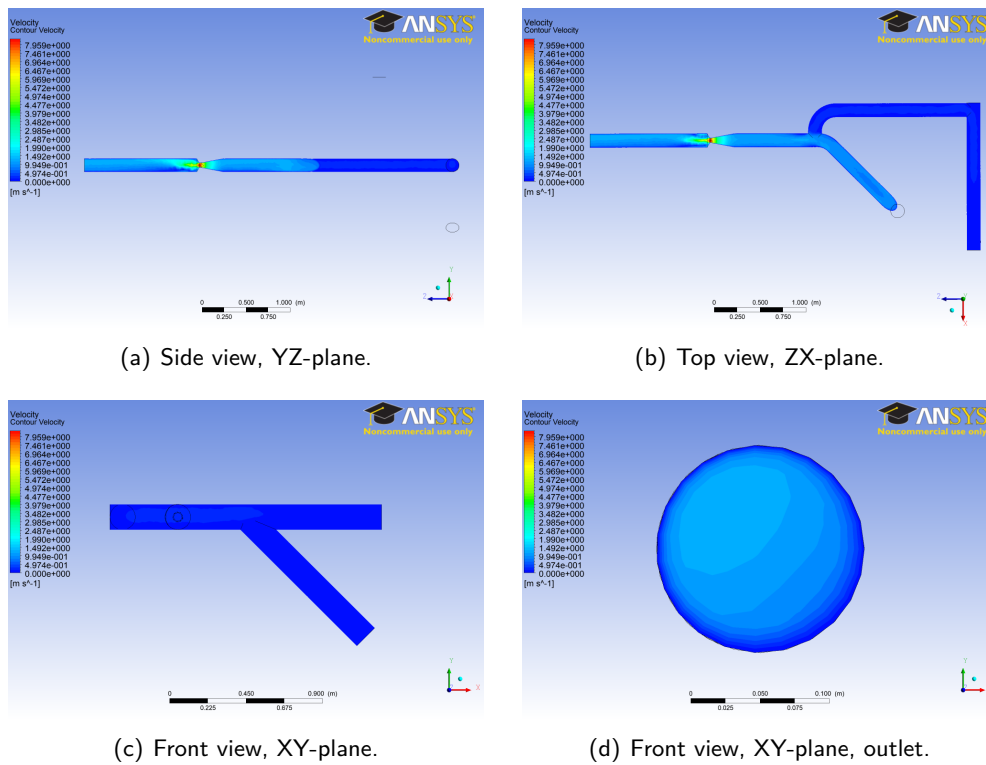 Velocity
Contour Velocity
7.959e+000
7.461e+000
6.964e+000
6.467e+000
5.969e+000
5.472e+000
4.974e+000
4.477e+000
3.979e+000
3.482e+000
2.985e+000
2.487e+000
1.990e+000
1.492e+000
9.949e-001
4.974e-001
0.000e+000
[m s^-1]
ANSYS
Noncommercial use only
0 0.500 1.000 (m)
0.250 0.750
Y
Z
(a) Side view, YZ-plane.
Velocity
Contour Velocity
7.959e+000
7.461e+000
6.964e+000
6.467e+000
5.969e+000
5.472e+000
4.974e+000
4.477e+000
3.979e+000
3.482e+000
2.985e+000
2.487e+000
1.990e+000
1.492e+000
9.949e-001
4.974e-001
0.000e+000
[m s^-1]
ANSYS
Noncommercial use only
0 0.500 1.000 (m)
0.250 0.750
Z
X
(b) Top view, ZX-plane.
Velocity
Contour Velocity
7.959e+000
7.461e+000
6.964e+000
6.467e+000
5.969e+000
5.472e+000
4.974e+000
4.477e+000
3.979e+000
3.482e+000
2.985e+000
2.487e+000
1.990e+000
1.492e+000
9.949e-001
4.974e-001
0.000e+000
[m s^-1]
ANSYS
Noncommercial use only
0 0.450 0.900 (m)
0.225 0.675
Y
X
(c) Front view, XY-plane.
Velocity
Contour Velocity
7.959e+000
7.461e+000
6.964e+000
6.467e+000
5.969e+000
5.472e+000
4.974e+000
4.477e+000
3.979e+000
3.482e+000
2.985e+000
2.487e+000
1.990e+000
1.492e+000
9.949e-001
4.974e-001
0.000e+000
[m s^-1]
ANSYS
Noncommercial use only
0 0.050 0.100 (m)
0.025 0.075
Y
X
(d) Front view, XY-plane, outlet.